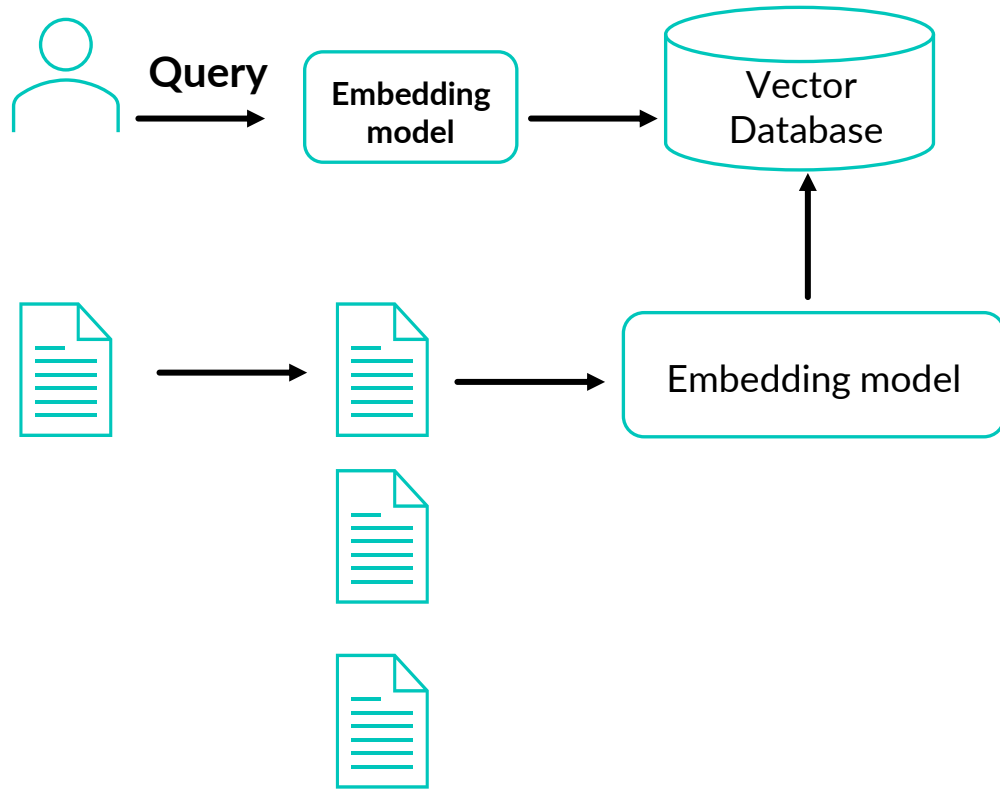 Query
Embedding
model
Vector
Database
Embedding model